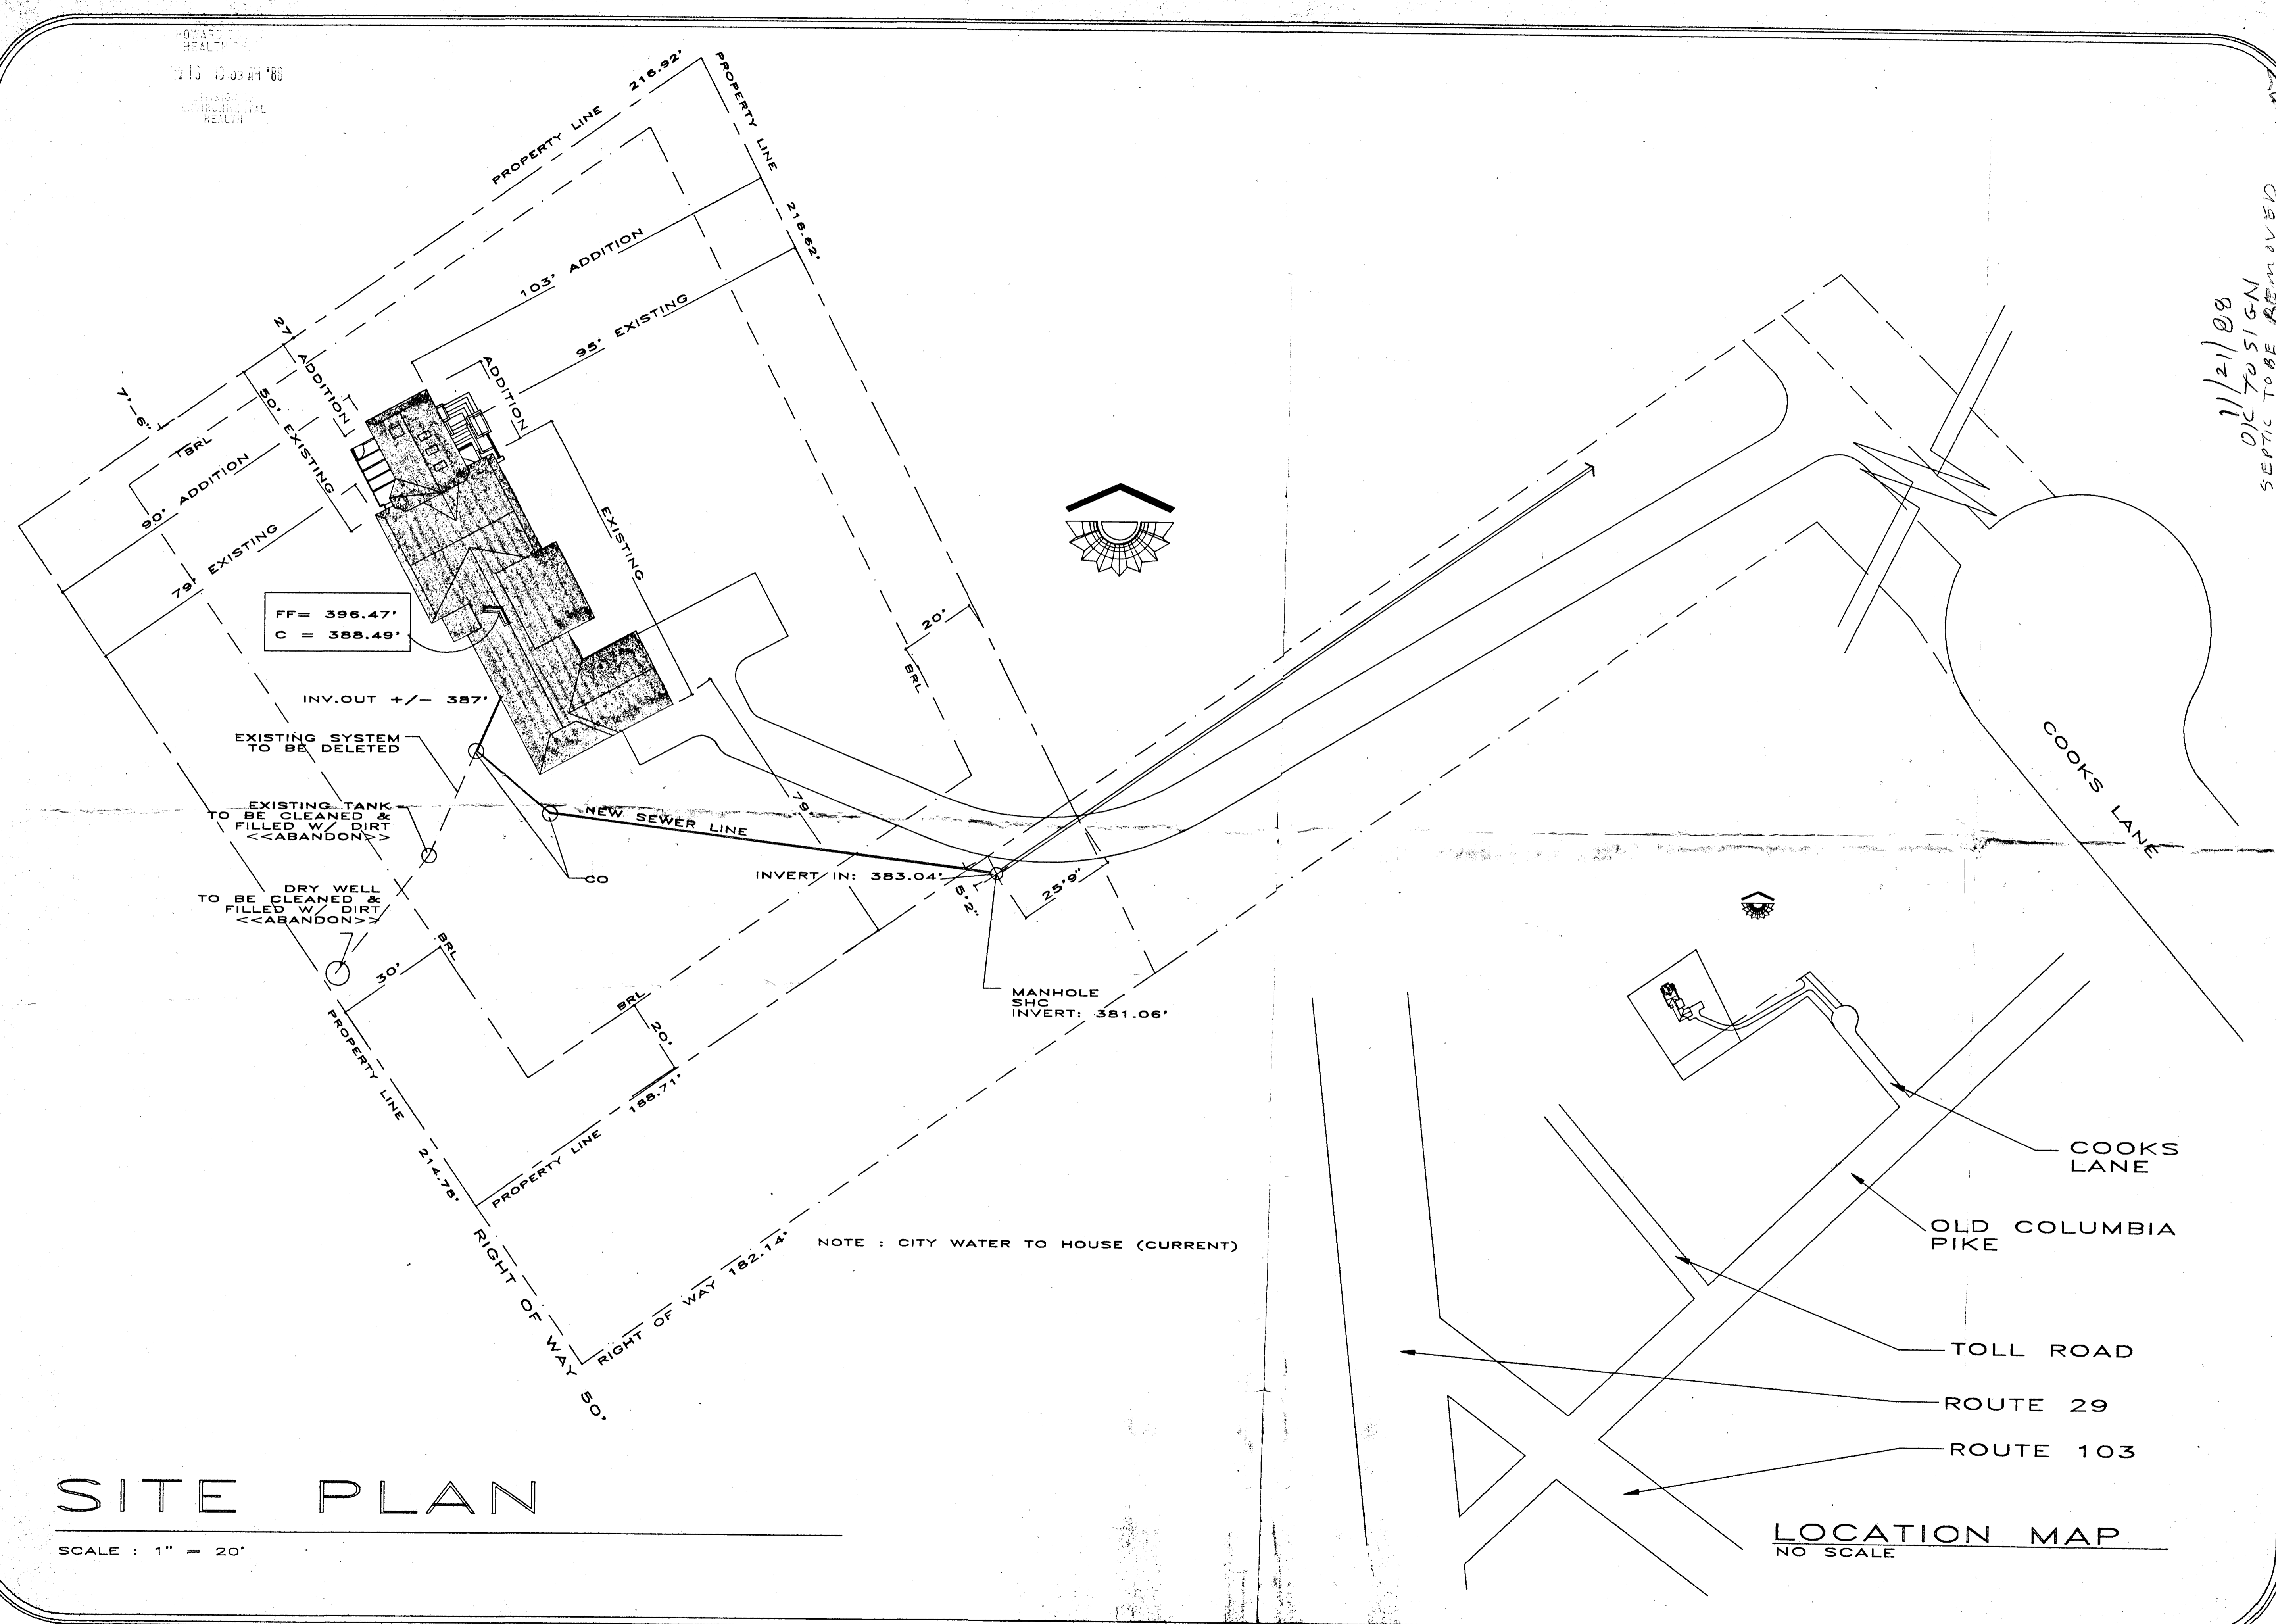 HOWARD
HEALTH
'88
ENVIRONMENTAL
HEALTH
PROPERTY LINE 216.92'
PROPERTY LINE
216.62'
103' ADDITION
95' EXISTING
27'
ADDITION
50' EXISTING
ADDITION
7'-6"
BRL
90' ADDITION
79' EXISTING
EXISTING
FF= 396.47'
C = 388.49'
20'
BRL
INV.OUT +/- 387'
EXISTING SYSTEM
TO BE DELETED
EXISTING TANK
TO BE CLEANED &
FILLED W/ DIRT
<<ABANDON>>
DRY WELL
TO BE CLEANED &
FILLED W/ DIRT
<<ABANDON>>
NEW SEWER LINE
79'
CO
INVERT IN: 383.04'
5'2"
25'9"
MANHOLE
SHC
INVERT: 381.06'
30'
BRL
BRL
20'
PROPERTY LINE
214.78'
PROPERTY LINE
188.71'
RIGHT OF WAY 50'
RIGHT OF WAY 182.14'
NOTE : CITY WATER TO HOUSE (CURRENT)
COOKS LANE
11/21/88
OK TO SIGN
SEPTIC TO BE REMOVED
COOKS
LANE
OLD COLUMBIA
PIKE
TOLL ROAD
ROUTE 29
ROUTE 103
LOCATION MAP
NO SCALE
SITE PLAN
SCALE : 1" = 20'